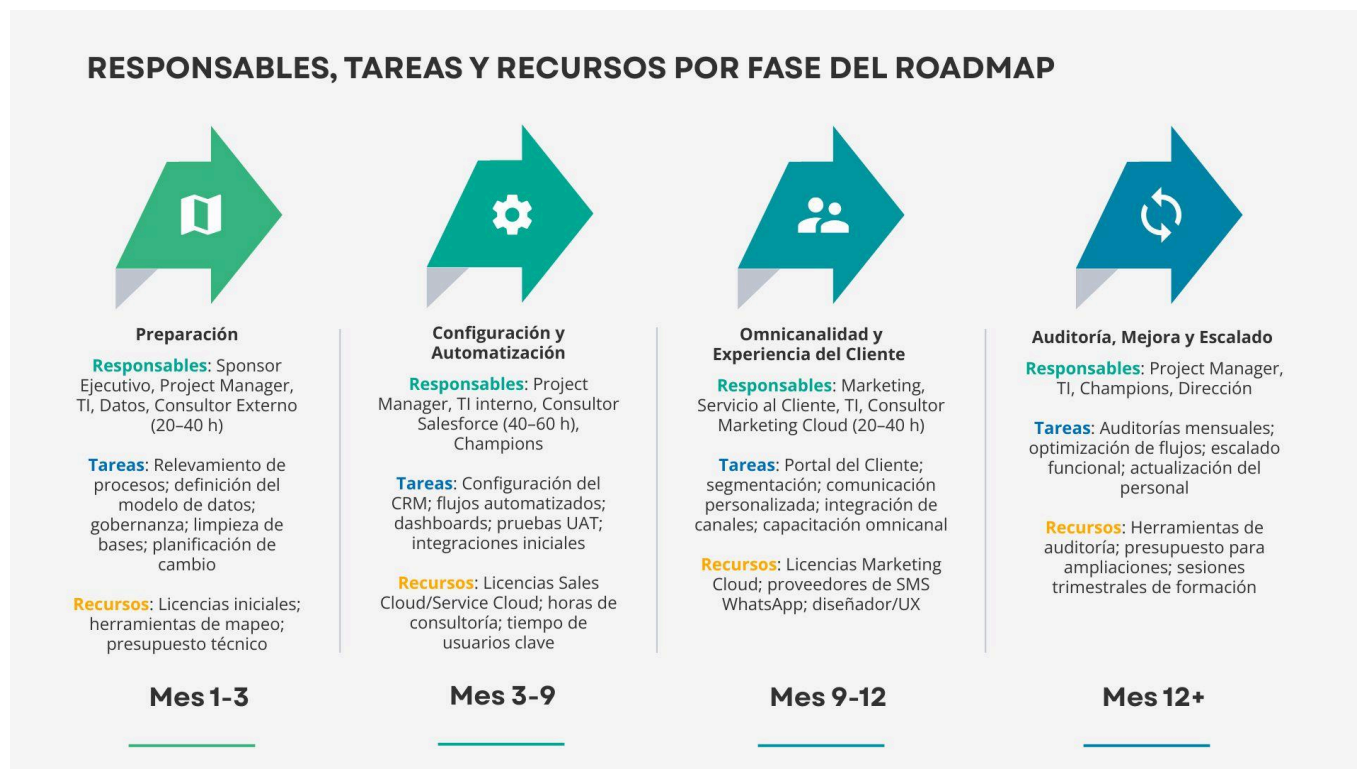 RESPONSABLES, TAREAS Y RECURSOS POR FASE DEL ROADMAP
Preparación
Responsables: Sponsor
Ejecutivo, Project Manager,
TI, Datos, Consultor Externo
(20–40 h)
Tareas: Relevamiento de
procesos; definición del
modelo de datos;
gobernanza; limpieza de
bases; planificación de
cambio
Recursos: Licencias iniciales;
herramientas de mapeo;
presupuesto técnico
Mes 1-3
Configuración y
Automatización
Responsables: Project
Manager, TI interno, Consultor
Salesforce (40–60 h),
Champions
Tareas: Configuración del
CRM; flujos automatizados;
dashboards; pruebas UAT;
integraciones iniciales
Recursos: Licencias Sales
Cloud/Service Cloud; horas de
consultoría; tiempo de
usuarios clave
Mes 3-9
Omnicanalidad y
Experiencia del Cliente
Responsables: Marketing,
Servicio al Cliente, TI, Consultor
Marketing Cloud (20–40 h)
Tareas: Portal del Cliente;
segmentación; comunicación
personalizada; integración de
canales; capacitación omnicanal
Recursos: Licencias Marketing
Cloud; proveedores de SMS
WhatsApp; diseñador/UX
Mes 9-12
Auditoría, Mejora y Escalado
Responsables: Project Manager,
TI, Champions, Dirección
Tareas: Auditorías mensuales;
optimización de flujos; escalado
funcional; actualización del
personal
Recursos: Herramientas de
auditoría; presupuesto para
ampliaciones; sesiones
trimestrales de formación
Mes 12+